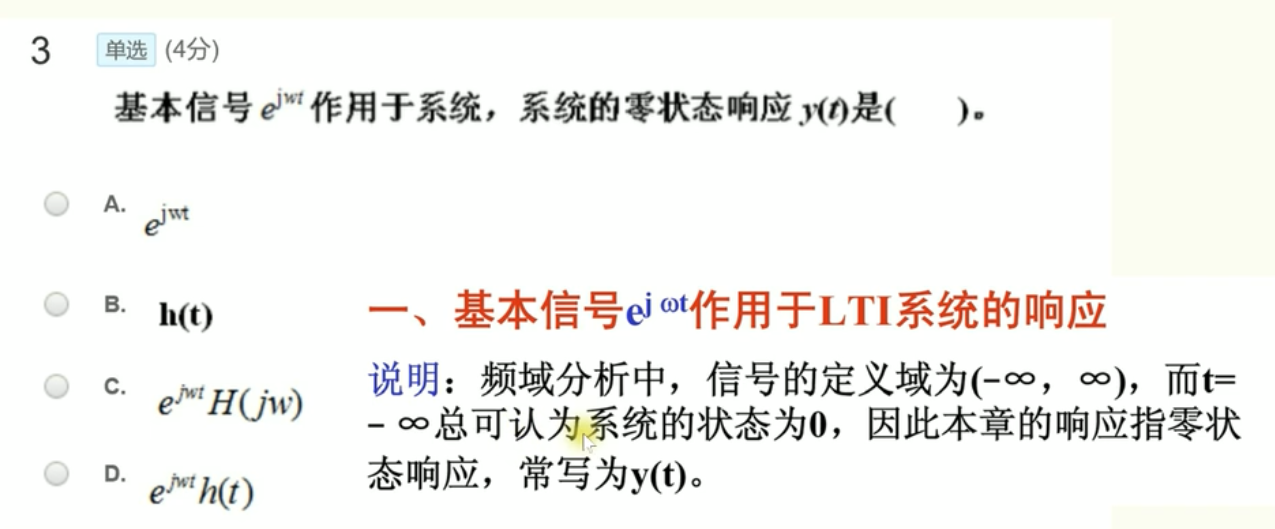 3 单选 (4分)
基本信号 e^{jwt} 作用于系统，系统的零状态响应 y(t)是(    )。
A. e^{jwt}
B. h(t)
一、基本信号e^{j ωt}作用于LTI系统的响应
C. e^{jwt} H(jw)
说明：频域分析中，信号的定义域为(–∞，∞)，而t=
– ∞总可认为系统的状态为0，因此本章的响应指零状
D. e^{jwt} h(t)
态响应，常写为y(t)。